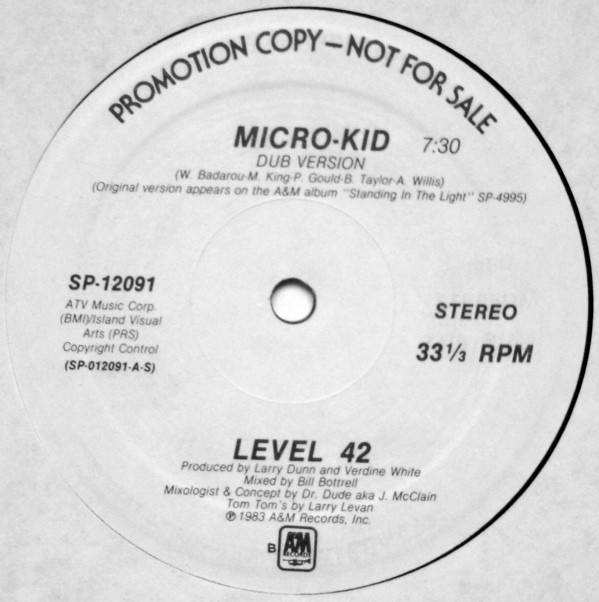 PROMOTION COPY—NOT FOR SALE
MICRO-KID 7:30
DUB VERSION
(W. Badarou-M. King-P. Gould-B. Taylor-A. Willis)
(Original version appears on the A&M album "Standing In The Light" SP-4995)
SP-12091
ATV Music Corp.
(BMI)/Island Visual
Arts (PRS)
Copyright Control
(SP-012091-A-S)
STEREO
33 1/3 RPM
LEVEL 42
Produced by Larry Dunn and Verdine White
Mixed by Bill Bottrell
Mixologist & Concept by Dr. Dude aka J. McClain
Tom Tom's by Larry Levan
℗ 1983 A&M Records, Inc.
B A&M
RECORDS